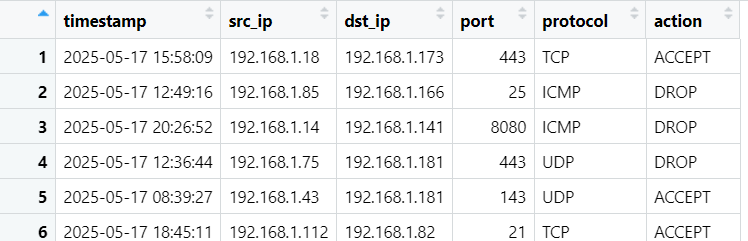 timestamp src_ip dst_ip port protocol action
1 2025-05-17 15:58:09 192.168.1.18 192.168.1.173 443 TCP ACCEPT
2 2025-05-17 12:49:16 192.168.1.85 192.168.1.166 25 ICMP DROP
3 2025-05-17 20:26:52 192.168.1.14 192.168.1.141 8080 ICMP DROP
4 2025-05-17 12:36:44 192.168.1.75 192.168.1.181 443 UDP DROP
5 2025-05-17 08:39:27 192.168.1.43 192.168.1.181 143 UDP ACCEPT
6 2025-05-17 18:45:11 192.168.1.112 192.168.1.82 21 TCP ACCEPT